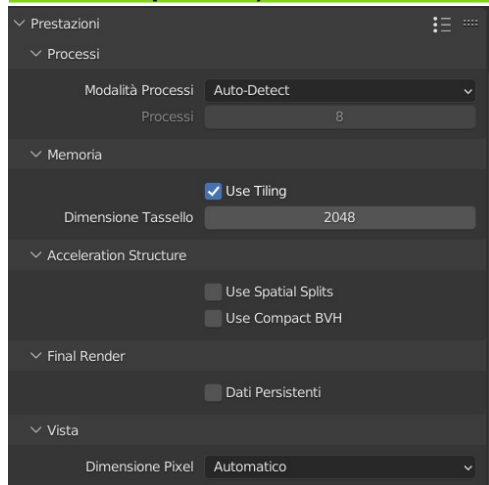 Prestazioni
Processi
Modalità Processi Auto-Detect
Processi 8
Memoria
Use Tiling
Dimensione Tassello 2048
Acceleration Structure
Use Spatial Splits
Use Compact BVH
Final Render
Dati Persistenti
Vista
Dimensione Pixel Automatico